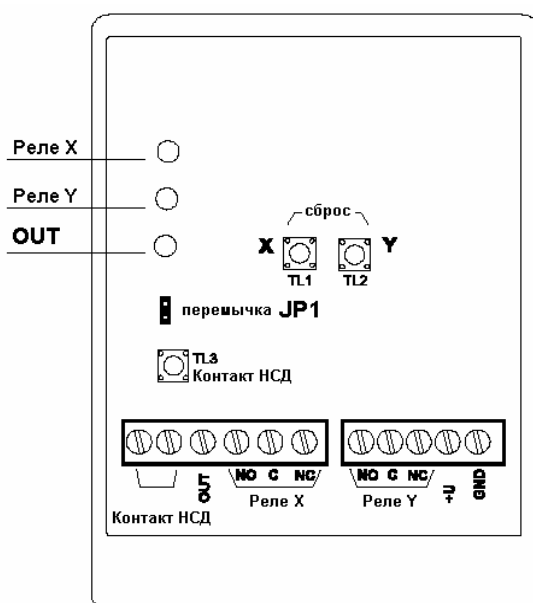 Реле X
Реле Y
OUT
сброс
X Y
TL1 TL2
перемычка JP1
TL3
Контакт НСД
OUT NO C NC NO C NC +U GND
Реле X Реле Y
Контакт НСД